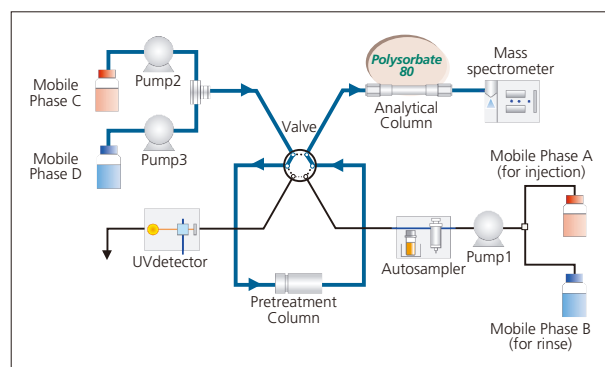 Mobile
Phase C
Pump2
Mobile
Phase D
Pump3
Valve
Polysorbate
80
Analytical
Column
Mass
spectrometer
UVdetector
Pretreatment
Column
Autosampler
Pump1
Mobile Phase A
(for injection)
Mobile Phase B
(for rinse)